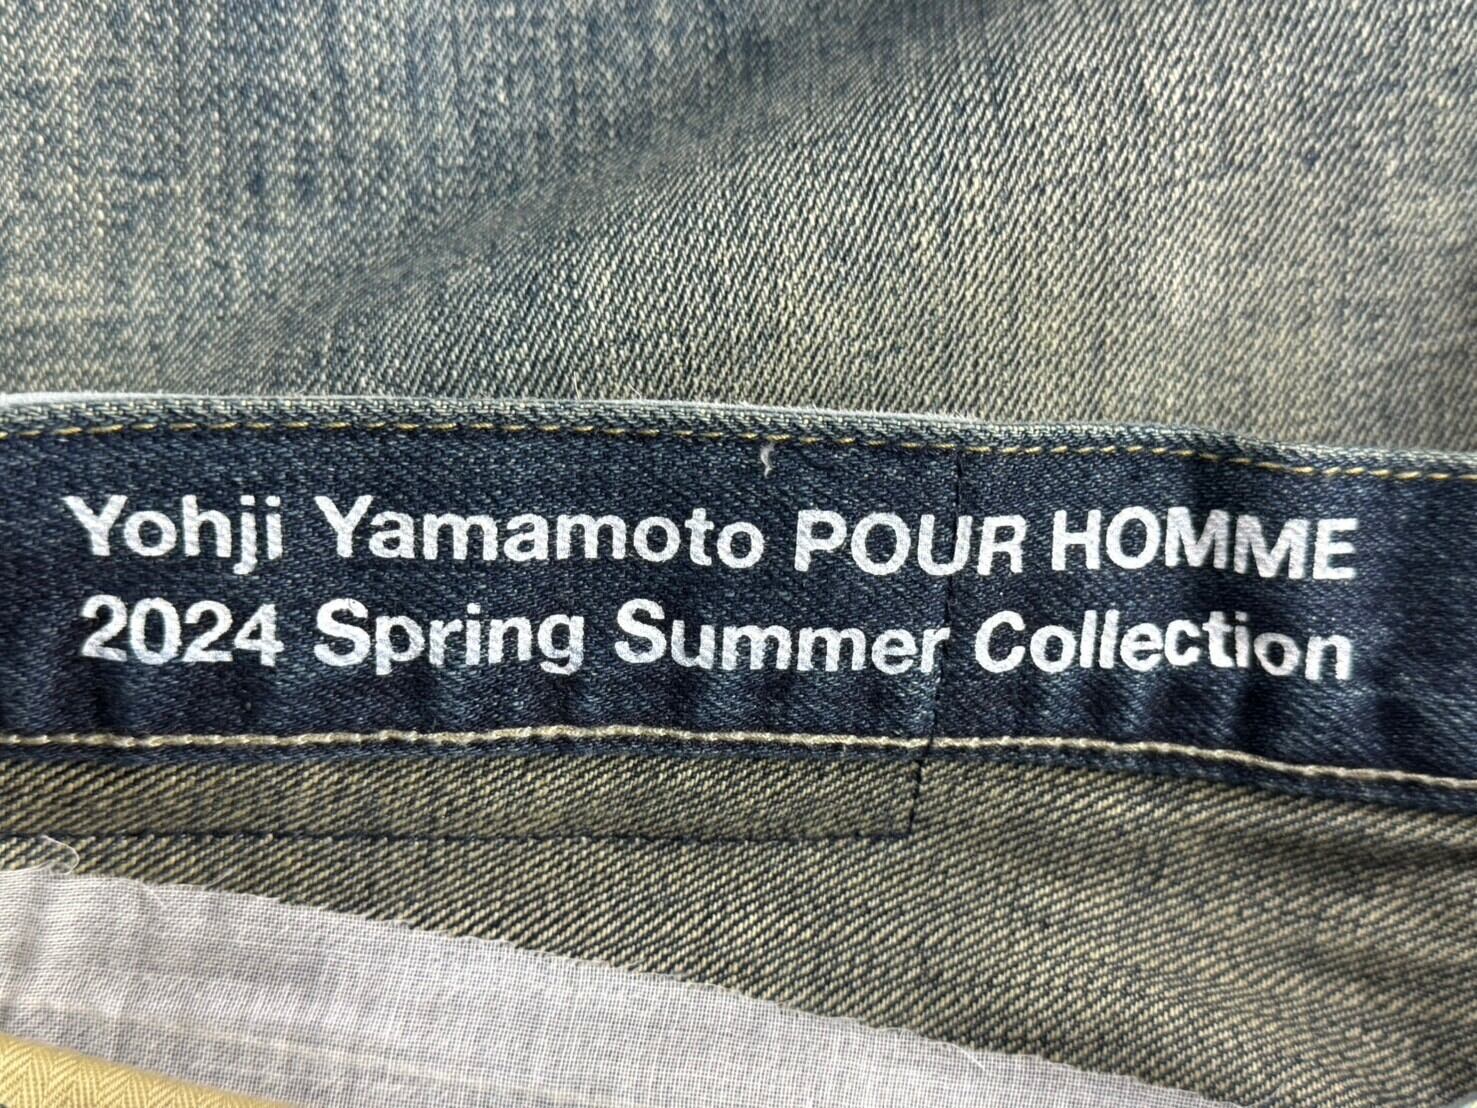 Yohji Yamamoto POUR HOMME
2024 Spring Summer Collection